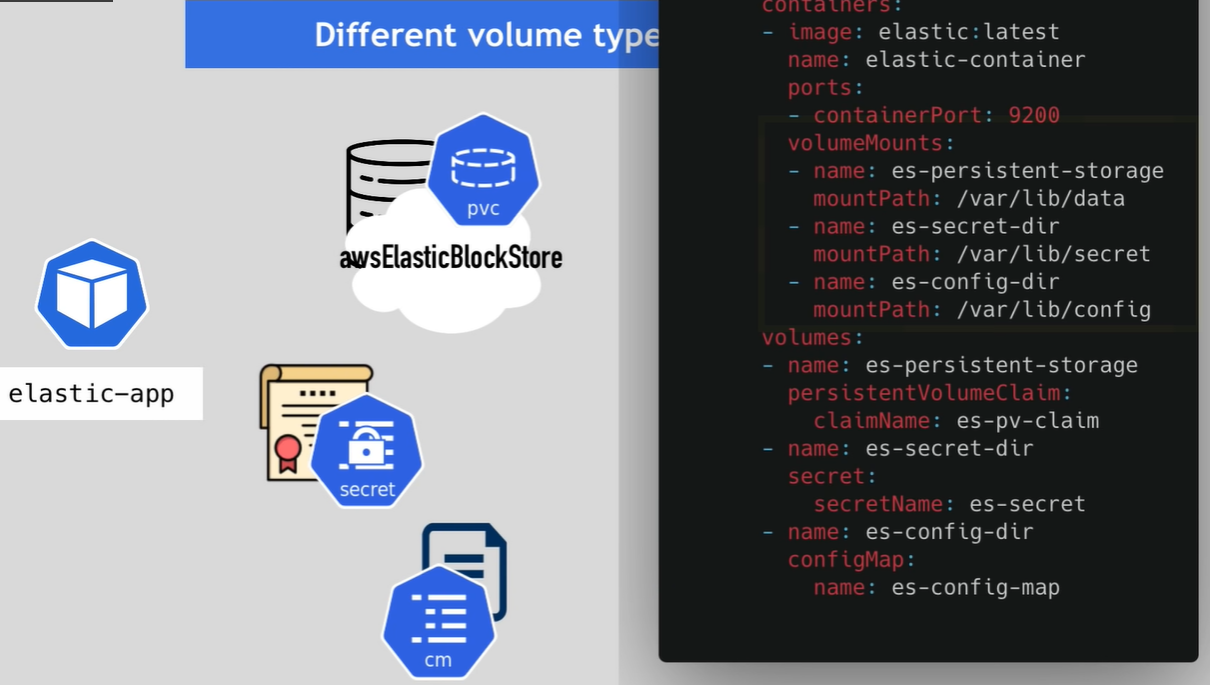 Different volume type
pvc
awsElasticBlockStore
elastic-app
secret
cm
containers:
- image: elastic:latest
name: elastic-container
ports:
- containerPort: 9200
volumeMounts:
- name: es-persistent-storage
mountPath: /var/lib/data
- name: es-secret-dir
mountPath: /var/lib/secret
- name: es-config-dir
mountPath: /var/lib/config
volumes:
- name: es-persistent-storage
persistentVolumeClaim:
claimName: es-pv-claim
- name: es-secret-dir
secret:
secretName: es-secret
- name: es-config-dir
configMap:
name: es-config-map